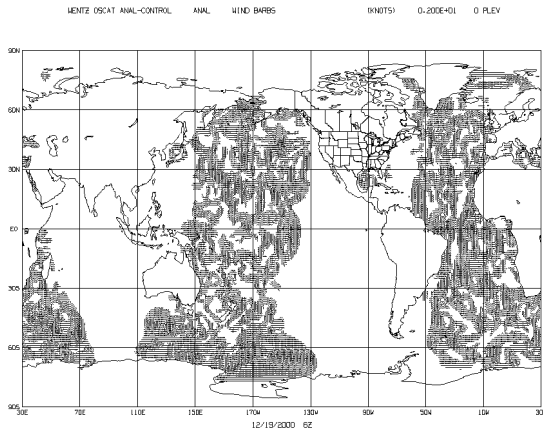 WENTZ OSCAT ANAL-CONTROL ANAL WIND BARBS (KNOTS) 0.200E+01 0 PLEV
90N
60N
30N
EQ
30S
60S
90S
30E 70E 110E 150E 170W 130W 90W 50W 10W 30
12/19/2000 6Z